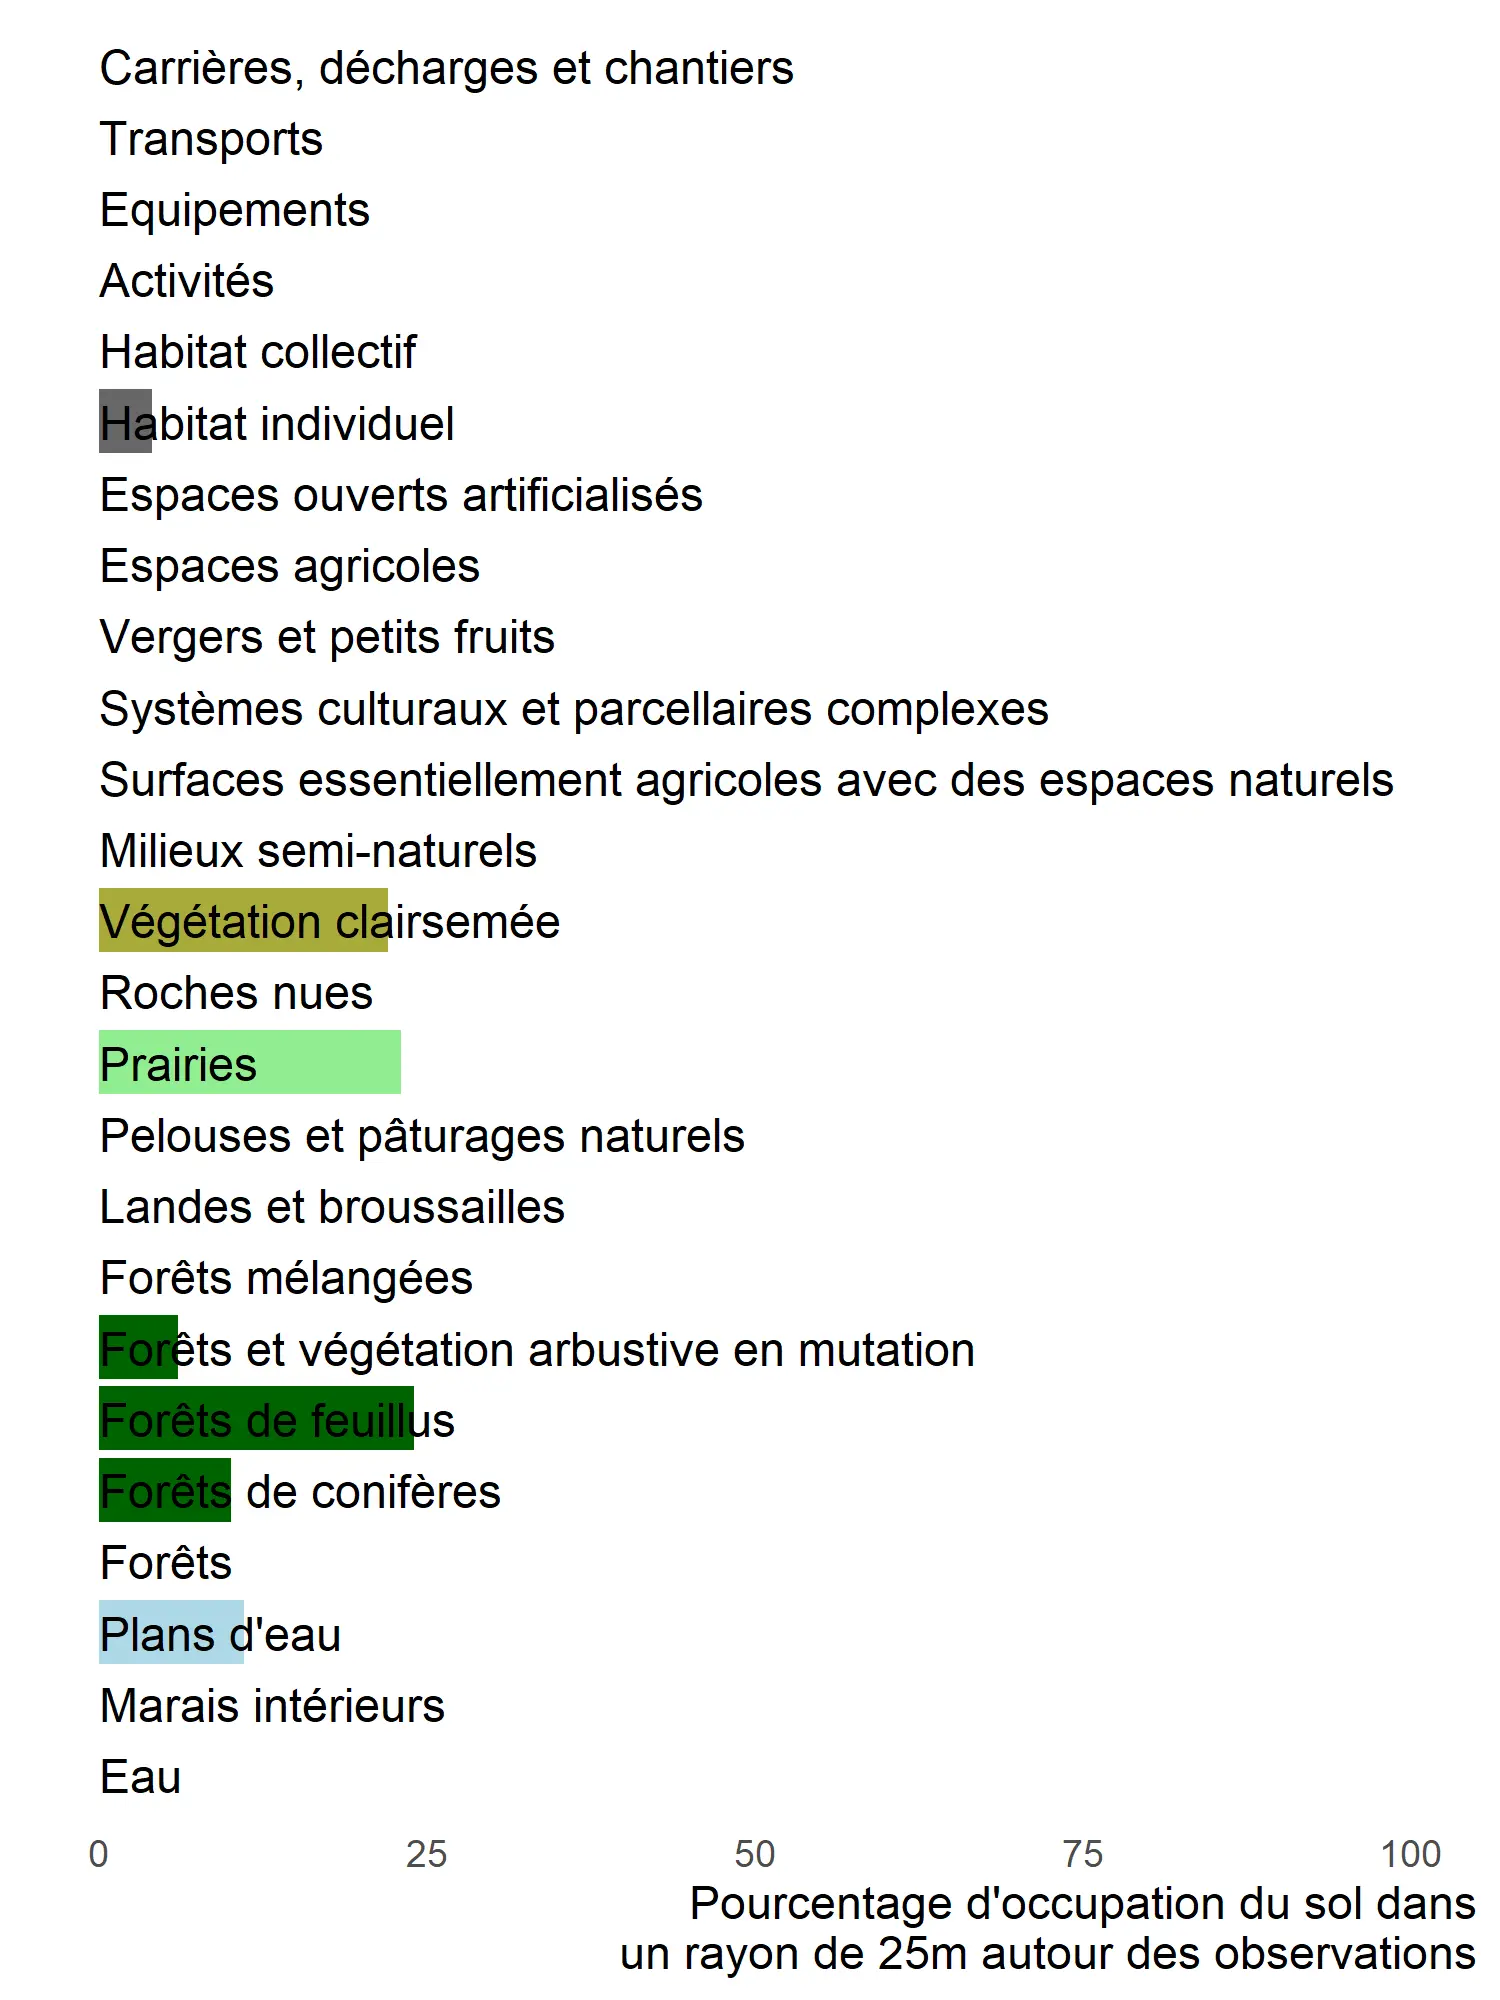 Carrières, décharges et chantiers
Transports
Equipements
Activités
Habitat collectif
Habitat individuel
Espaces ouverts artificialisés
Espaces agricoles
Vergers et petits fruits
Systèmes culturaux et parcellaires complexes
Surfaces essentiellement agricoles avec des espaces naturels
Milieux semi-naturels
Végétation clairsemée
Roches nues
Prairies
Pelouses et pâturages naturels
Landes et broussailles
Forêts mélangées
Forêts et végétation arbustive en mutation
Forêts de feuillus
Forêts de conifères
Forêts
Plans d'eau
Marais intérieurs
Eau
0 25 50 75 100
Pourcentage d'occupation du sol dans
un rayon de 25m autour des observations